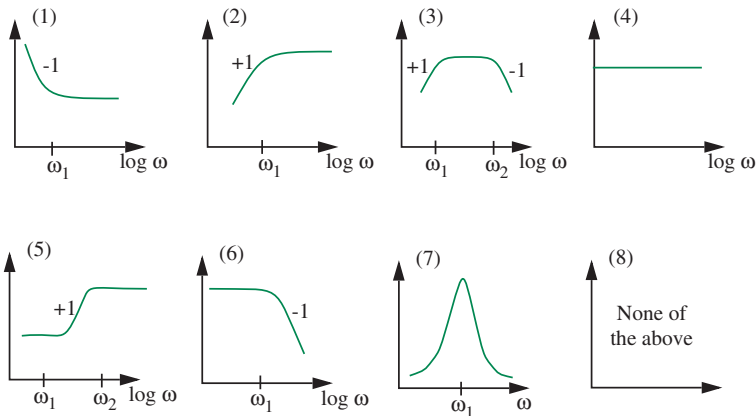 (1)
-1
ω1
log ω
(2)
+1
ω1
log ω
(3)
+1
-1
ω1
ω2
log ω
(4)
log ω
(5)
+1
ω1
ω2
log ω
(6)
-1
ω1
log ω
(7)
ω1
ω
(8)
None of
the above